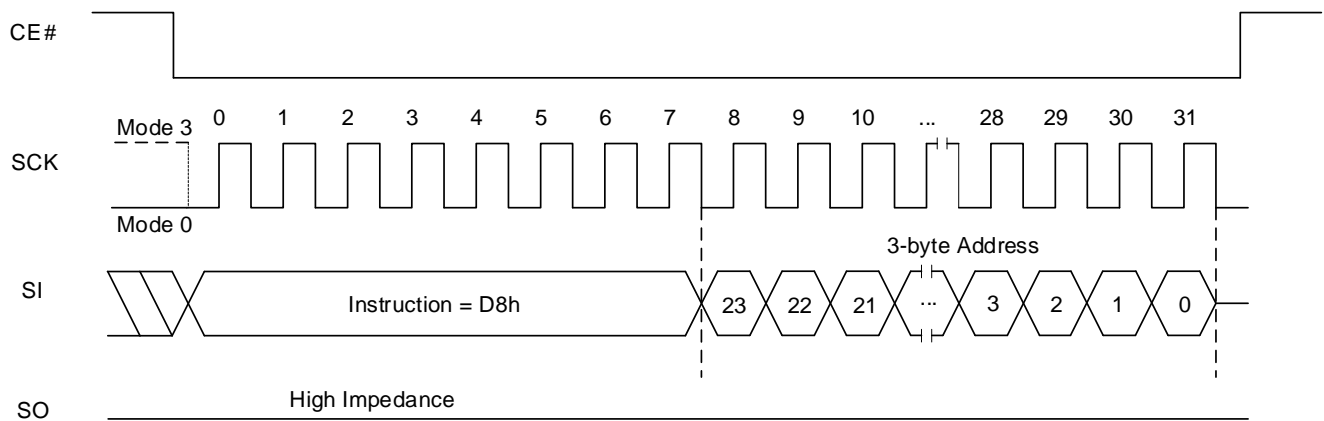 CE#
0 1 2 3 4 5 6 7 8 9 10 ... 28 29 30 31
Mode 3
SCK
Mode 0
3-byte Address
SI
Instruction = D8h
23 22 21 ... 3 2 1 0
High Impedance
SO